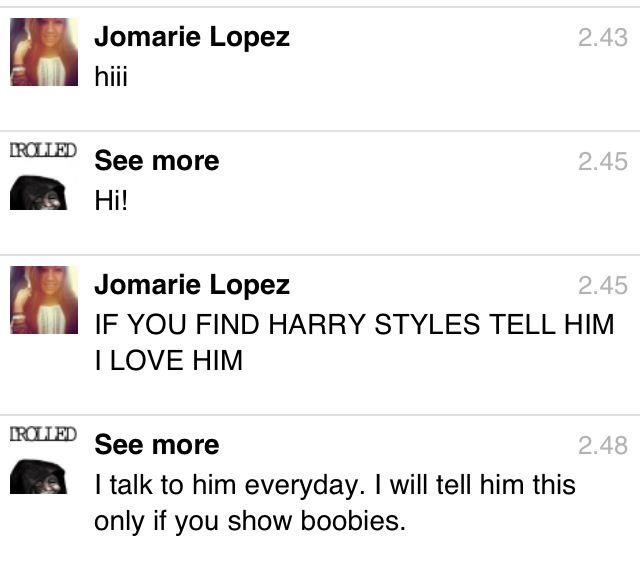 Jomarie Lopez 2.43
hiii
TROLLED
See more 2.45
Hi!
Jomarie Lopez 2.45
IF YOU FIND HARRY STYLES TELL HIM
I LOVE HIM
TROLLED
See more 2.48
I talk to him everyday. I will tell him this
only if you show boobies.